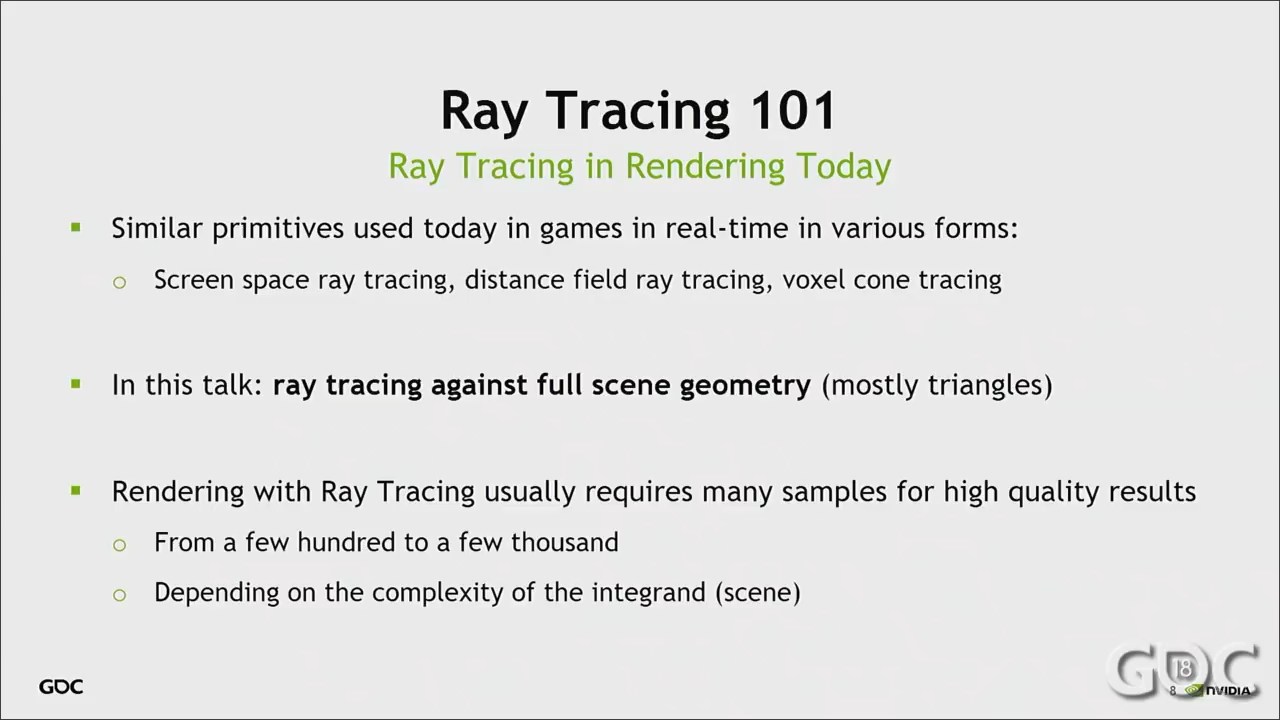 Ray Tracing 101
Ray Tracing in Rendering Today
Similar primitives used today in games in real-time in various forms:
Screen space ray tracing, distance field ray tracing, voxel cone tracing
In this talk: ray tracing against full scene geometry (mostly triangles)
Rendering with Ray Tracing usually requires many samples for high quality results
From a few hundred to a few thousand
Depending on the complexity of the integrand (scene)
GDC
GDC
18
8
NVIDIA